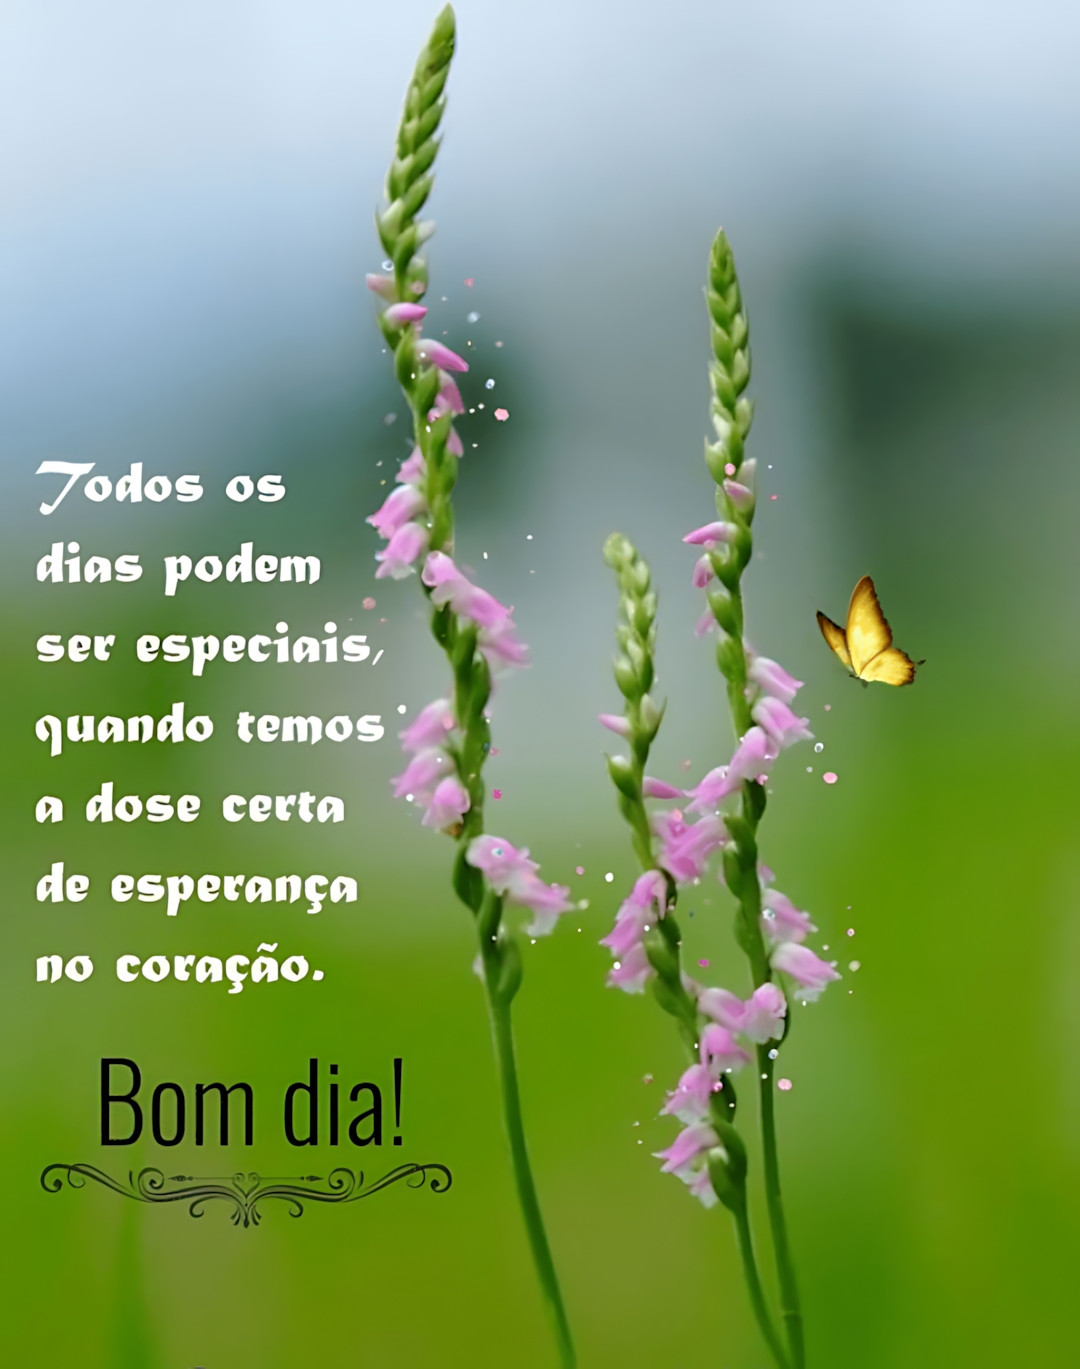 Todos os
dias podem
ser especiais,
quando temos
a dose certa
de esperança
no coração.
Bom dia!